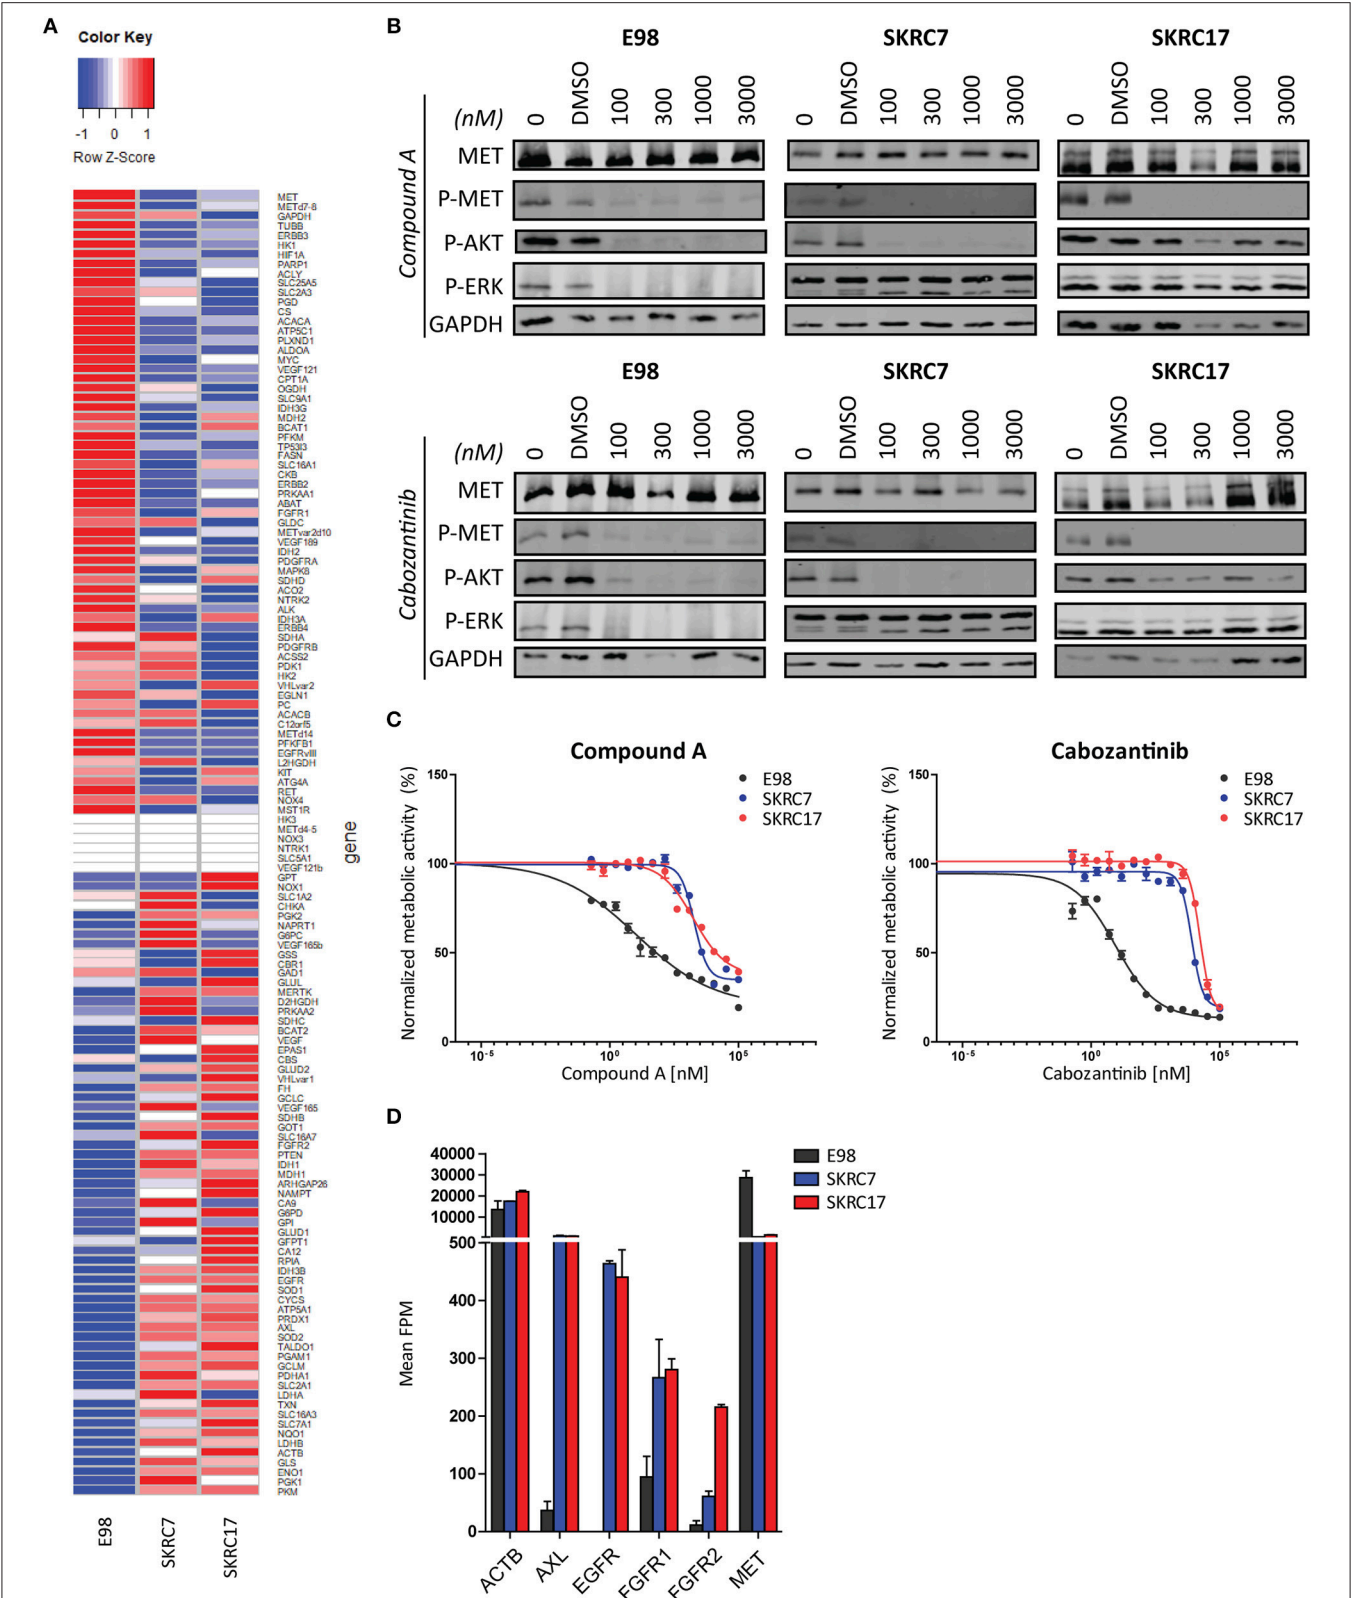 A
Color Key
-1 0 1
Row Z-Score
MET
METd7-8
GAPDH
TUBB
ERBB3
HK1
HIF1A
PARP1
ACLY
SLC25A5
SLC2A3
PGD
CS
ACACA
ATP5C1
PLXND1
ALDOA
MYC
VEGF121
CPT1A
OGDH
SLC9A1
IDH3G
MDH2
BCAT1
PFKM
TP53I3
FASN
SLC16A1
CKB
ERBB2
PRKAA1
ABAT
FGFR1
GLDC
METvar2d10
VEGF189
IDH2
PDGFRA
MAPK8
SDHD
ACO2
NTRK2
ALK
IDH3A
ERBB4
SDHA
PDGFRB
ACSS2
PDK1
HK2
VHLvar2
EGLN1
PC
ACACB
C12orf5
METd14
PFKFB1
EGFRvIII
L2HGDH
KIT
ATG4A
RET
NOX4
MST1R
HK3
METd4-5
NOX3
NTRK1
SLC5A1
VEGF121b
GPT
NOX1
SLC1A2
CHKA
PGK2
NAPRT1
G6PC
VEGF165b
GSS
CBR1
GAD1
GLUL
MERTK
D2HGDH
PRKAA2
SDHC
BCAT2
VEGF
EPAS1
CBS
GLUD2
VHLvar1
FH
GCLC
VEGF165
SDHB
GOT1
SLC16A7
FGFR2
PTEN
IDH1
MDH1
ARHGAP26
NAMPT
CA9
G6PD
GPI
GLUD1
GFPT1
CA12
RPIA
IDH3B
EGFR
SOD1
CYCS
ATP5A1
PRDX1
AXL
SOD2
TALDO1
PGAM1
GCLM
PDHA1
SLC2A1
LDHA
TXN
SLC16A3
SLC7A1
NQO1
LDHB
ACTB
GLS
ENO1
PGK1
PKM
gene
E98 SKRC7 SKRC17
B
E98 SKRC7 SKRC17
Compound A
(nM) 0 DMSO 100 300 1000 3000 0 DMSO 100 300 1000 3000 0 DMSO 100 300 1000 3000
MET
P-MET
P-AKT
P-ERK
GAPDH
E98 SKRC7 SKRC17
Cabozantinib
(nM) 0 DMSO 100 300 1000 3000 0 DMSO 100 300 1000 3000 0 DMSO 100 300 1000 3000
MET
P-MET
P-AKT
P-ERK
GAPDH
C
Compound A
Normalized metabolic activity (%)
150
100
50
0
E98
SKRC7
SKRC17
10-5 100 105
Compound A [nM]
Cabozantinib
Normalized metabolic activity (%)
150
100
50
0
E98
SKRC7
SKRC17
10-5 100 105
Cabozantinib [nM]
D
Mean FPM
40000
30000
20000
10000
500
400
300
200
100
0
E98
SKRC7
SKRC17
ACTB AXL EGFR FGFR1 FGFR2 MET